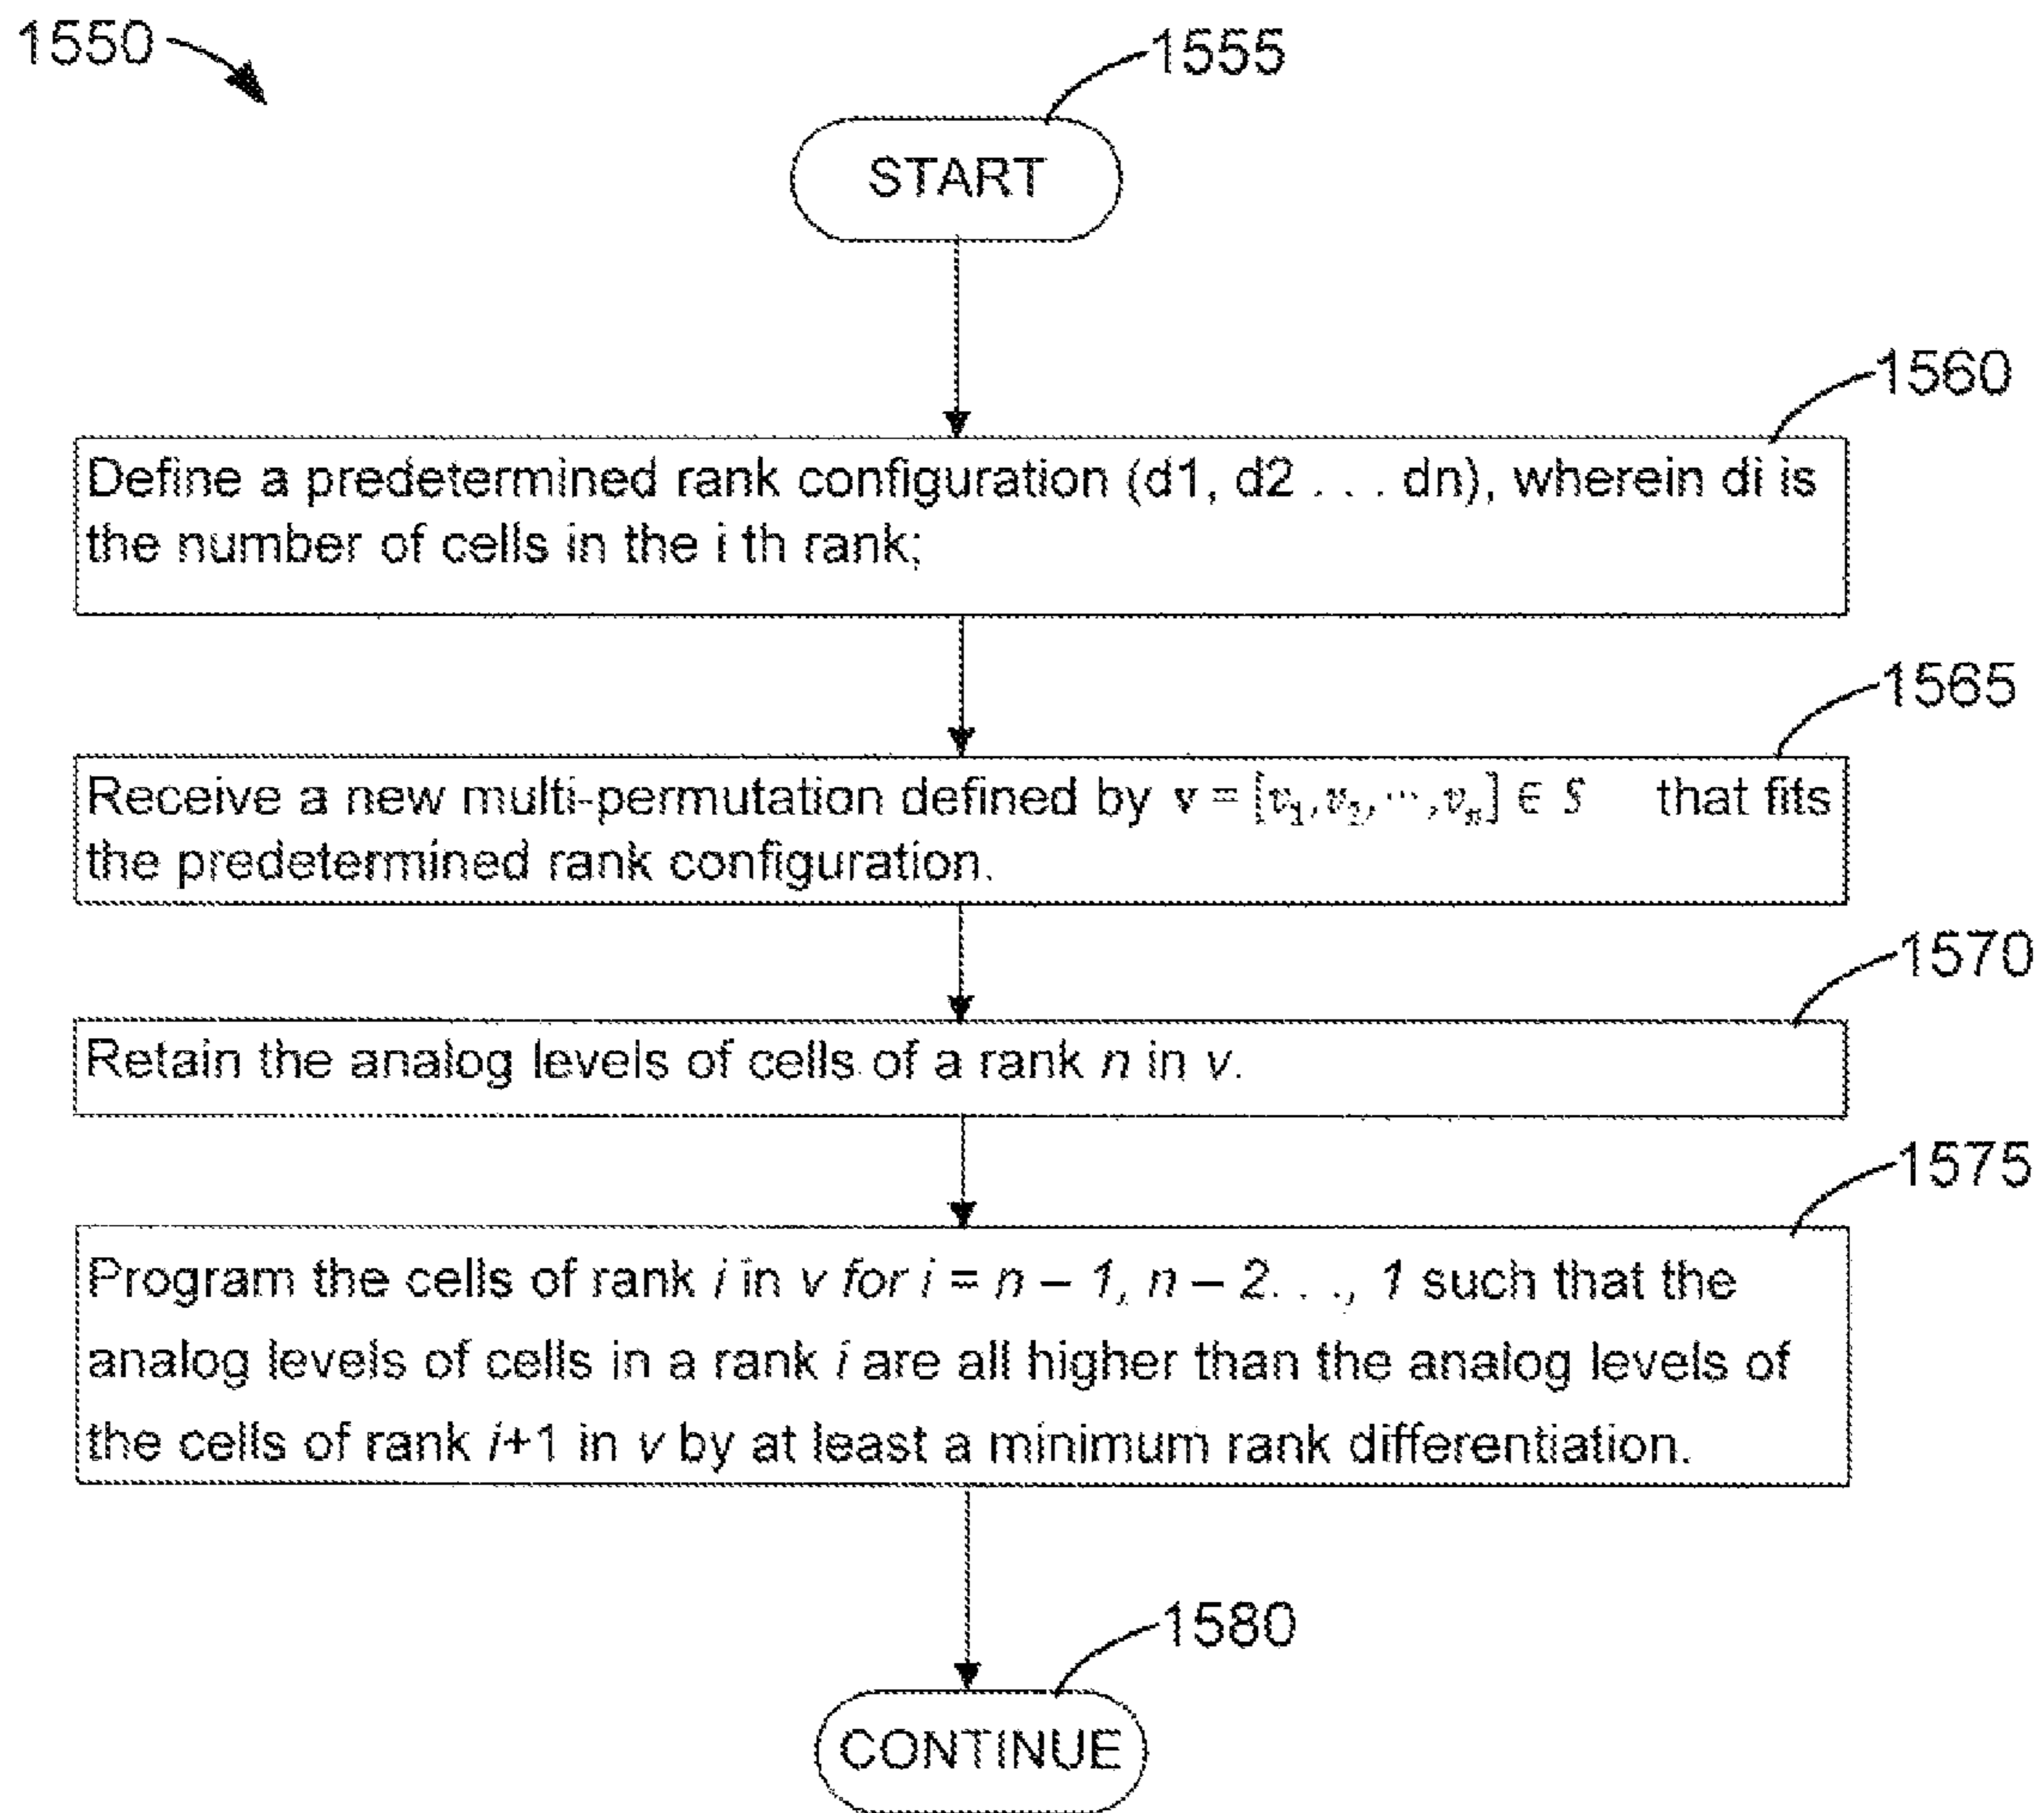 1550
1555
START
1560
Define a predetermined rank configuration (d1, d2 . . . dn), wherein di is
the number of cells in the i th rank;
1565
Receive a new multi-permutation defined by v = [v₁,v₂,⋯,vₙ] ∈ S that fits
the predetermined rank configuration.
1570
Retain the analog levels of cells of a rank n in v.
1575
Program the cells of rank i in v for i = n – 1, n – 2. . ., 1 such that the
analog levels of cells in a rank i are all higher than the analog levels of
the cells of rank i+1 in v by at least a minimum rank differentiation.
1580
CONTINUE